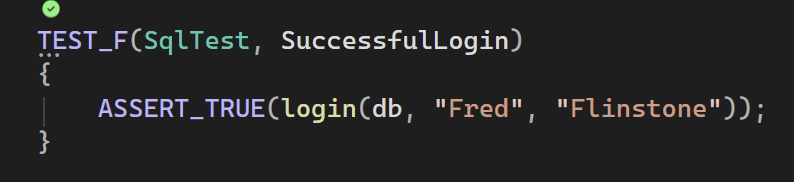 TEST_F(SqlTest, SuccessfulLogin)
{
    ASSERT_TRUE(login(db, "Fred", "Flinstone"));
}